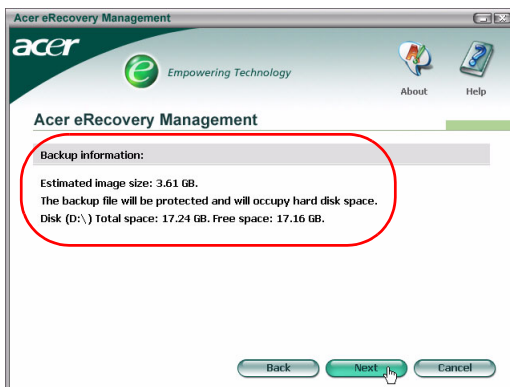 Acer eRecovery Management
acer
e Empowering Technology
About Help
Acer eRecovery Management
Backup information:
Estimated image size: 3.61 GB.
The backup file will be protected and will occupy hard disk space.
Disk (D:\) Total space: 17.24 GB. Free space: 17.16 GB.
Back Next Cancel